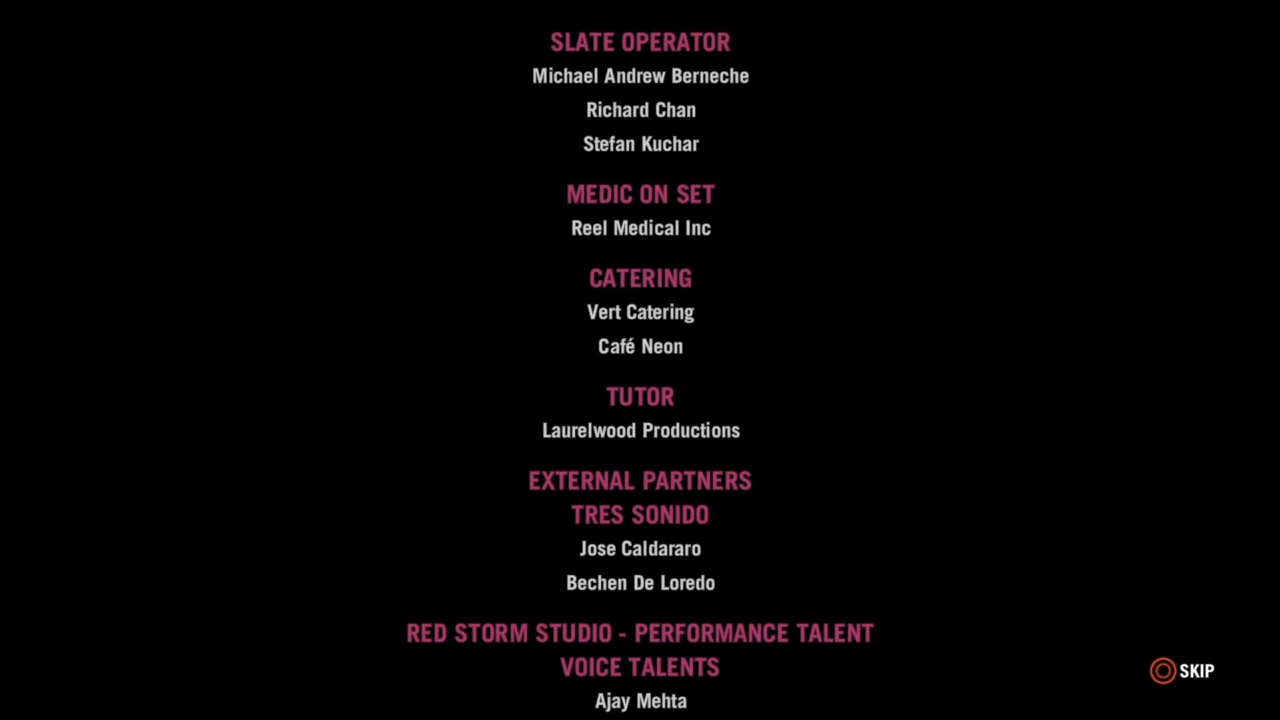 SLATE OPERATOR
Michael Andrew Berneche
Richard Chan
Stefan Kuchar
MEDIC ON SET
Reel Medical Inc
CATERING
Vert Catering
Café Neon
TUTOR
Laurelwood Productions
EXTERNAL PARTNERS
TRES SONIDO
Jose Caldararo
Bechen De Loredo
RED STORM STUDIO - PERFORMANCE TALENT
VOICE TALENTS
SKIP
Ajay Mehta